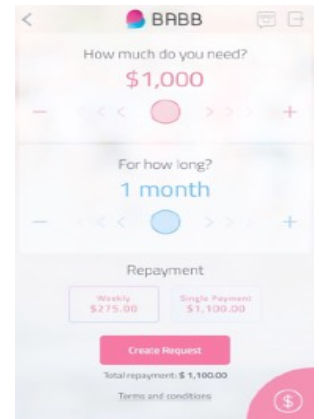 BABB
How much do you need?
$1,000
For how long?
1 month
Repayment
Weekly Single Payment
$275.00 $1,100.00
Create Request
Total repayment: $ 1,100.00
Terms and conditions